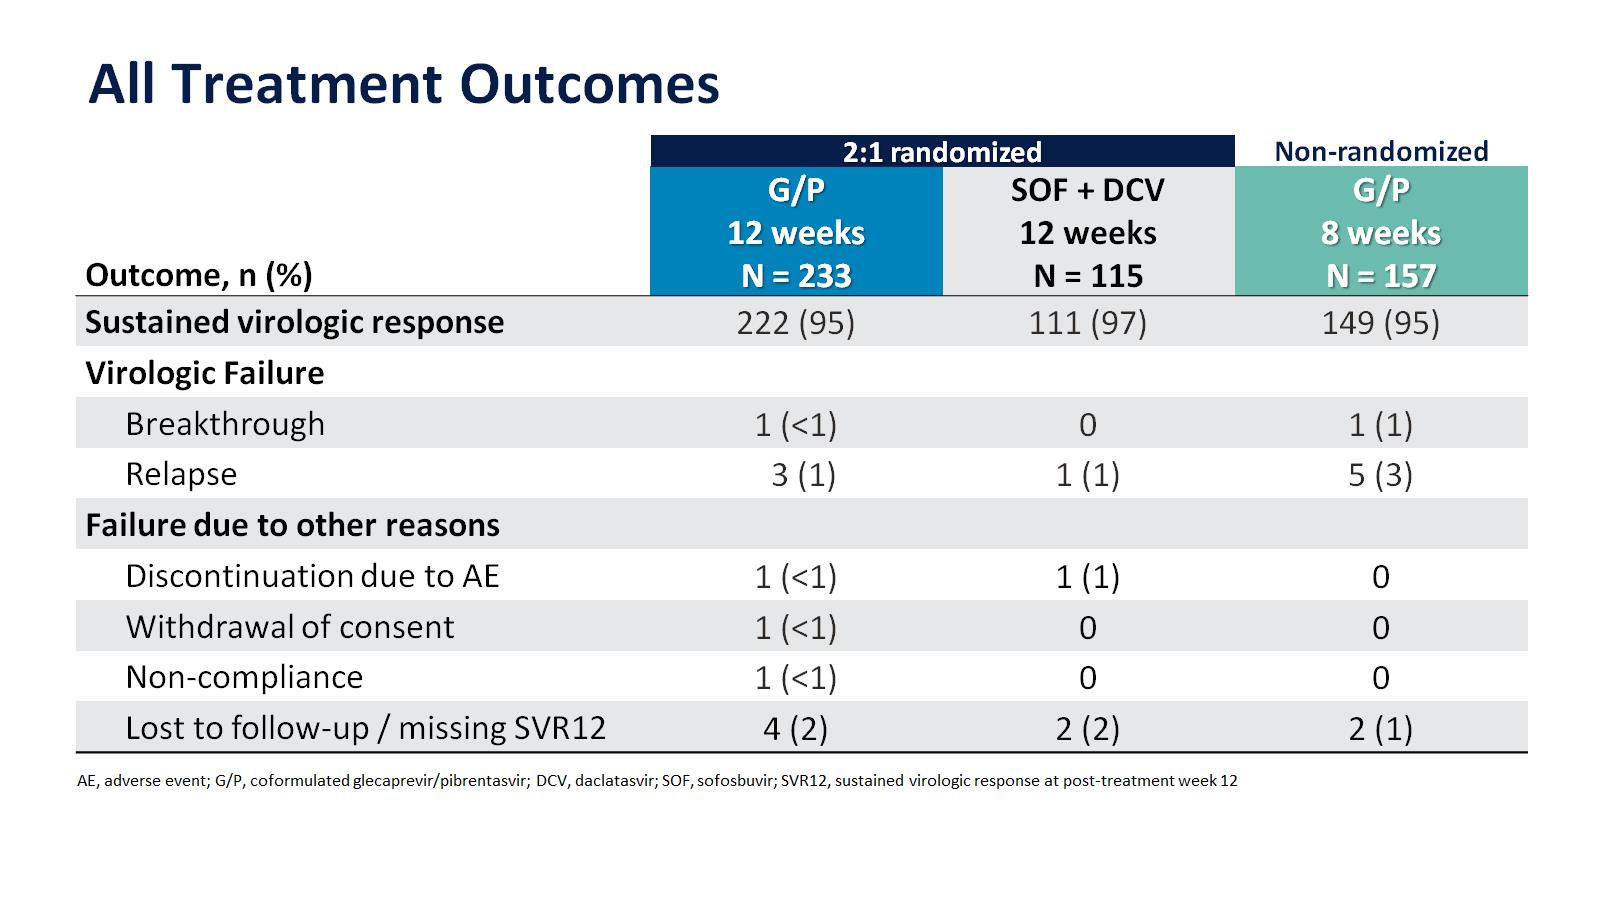 All Treatment Outcomes
2:1 randomized Non-randomized
G/P SOF + DCV G/P
12 weeks 12 weeks 8 weeks
Outcome, n (%) N = 233 N = 115 N = 157
Sustained virologic response 222 (95) 111 (97) 149 (95)
Virologic Failure
Breakthrough 1 (<1) 0 1 (1)
Relapse 3 (1) 1 (1) 5 (3)
Failure due to other reasons
Discontinuation due to AE 1 (<1) 1 (1) 0
Withdrawal of consent 1 (<1) 0 0
Non-compliance 1 (<1) 0 0
Lost to follow-up / missing SVR12 4 (2) 2 (2) 2 (1)
AE, adverse event; G/P, coformulated glecaprevir/pibrentasvir; DCV, daclatasvir; SOF, sofosbuvir; SVR12, sustained virologic response at post-treatment week 12